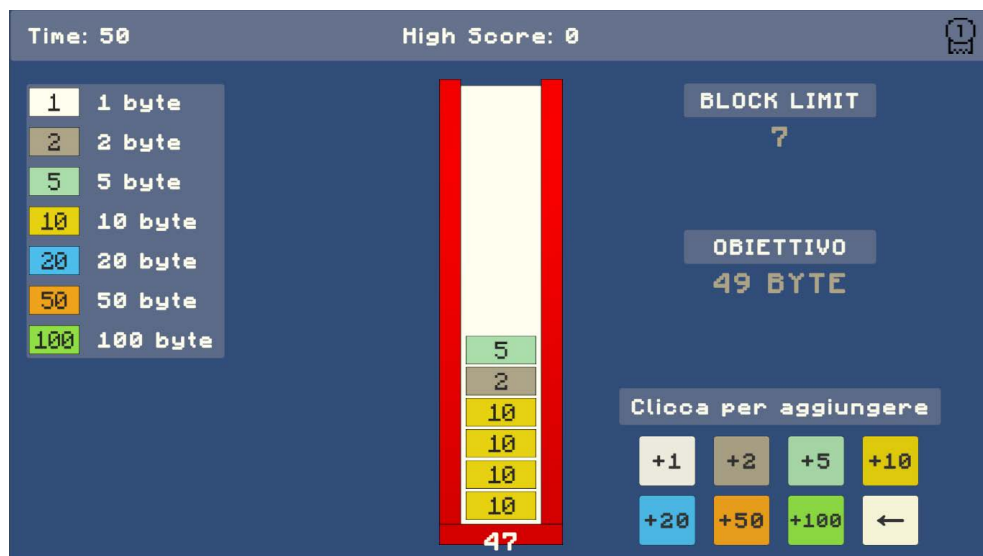 Time: 50
High Score: 0
1
1 1 byte
2 2 byte
5 5 byte
10 10 byte
20 20 byte
50 50 byte
100 100 byte
5
2
10
10
10
10
47
BLOCK LIMIT
7
OBIETTIVO
49 BYTE
Clicca per aggiungere
+1 +2 +5 +10
+20 +50 +100 ←